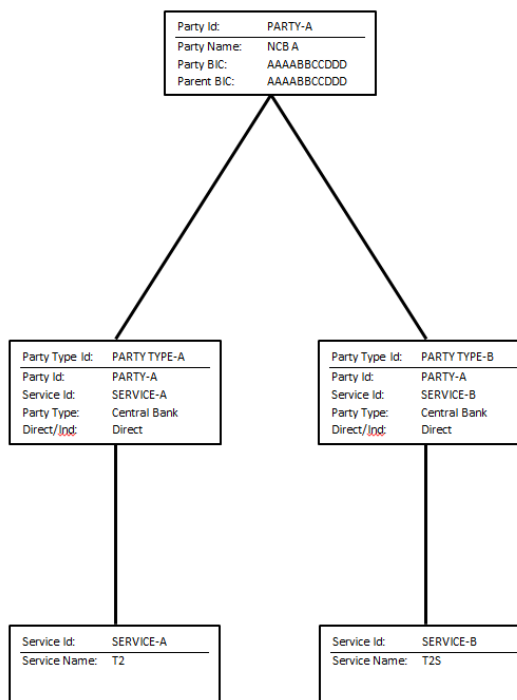 Party Id: PARTY-A
Party Name: NCB A
Party BIC: AAAABBCCDDD
Parent BIC: AAAABBCCDDD
Party Type Id: PARTY TYPE-A
Party Id: PARTY-A
Service Id: SERVICE-A
Party Type: Central Bank
Direct/Ind: Direct
Party Type Id: PARTY TYPE-B
Party Id: PARTY-A
Service Id: SERVICE-B
Party Type: Central Bank
Direct/Ind: Direct
Service Id: SERVICE-A
Service Name: T2
Service Id: SERVICE-B
Service Name: T2S